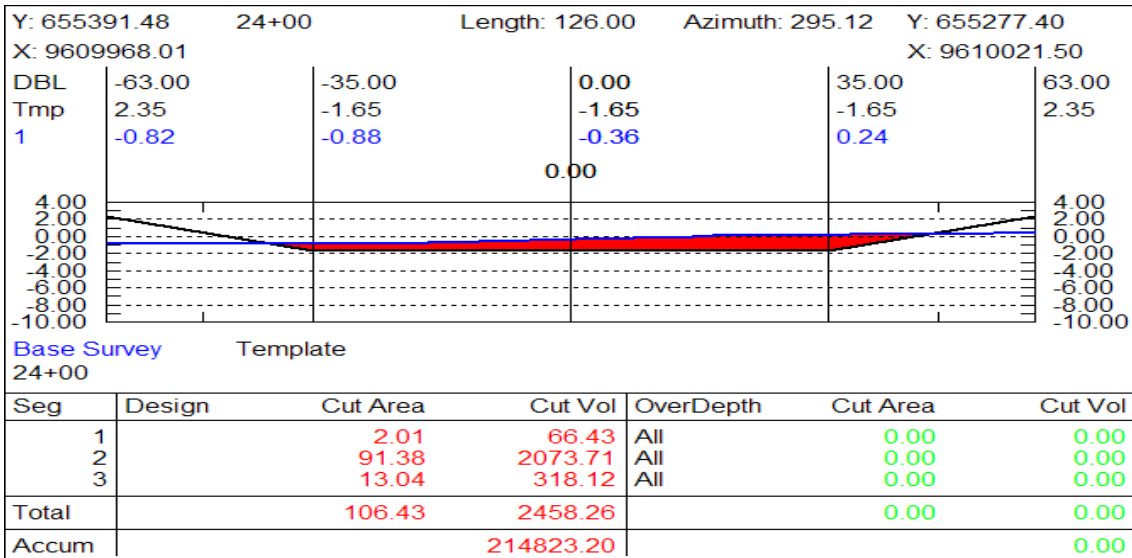 Y: 655391.48 24+00 Length: 126.00 Azimuth: 295.12 Y: 655277.40
X: 9609968.01 X: 9610021.50
DBL -63.00 -35.00 0.00 35.00 63.00
Tmp 2.35 -1.65 -1.65 -1.65 2.35
1 -0.82 -0.88 -0.36 0.24
0.00
4.00 4.00
2.00 2.00
0.00 0.00
-2.00 -2.00
-4.00 -4.00
-6.00 -6.00
-8.00 -8.00
-10.00 -10.00
Base Survey Template
24+00
Seg Design Cut Area Cut Vol OverDepth Cut Area Cut Vol
1 2.01 66.43 All 0.00 0.00
2 91.38 2073.71 All 0.00 0.00
3 13.04 318.12 All 0.00 0.00
Total 106.43 2458.26 0.00 0.00
Accum 214823.20 0.00